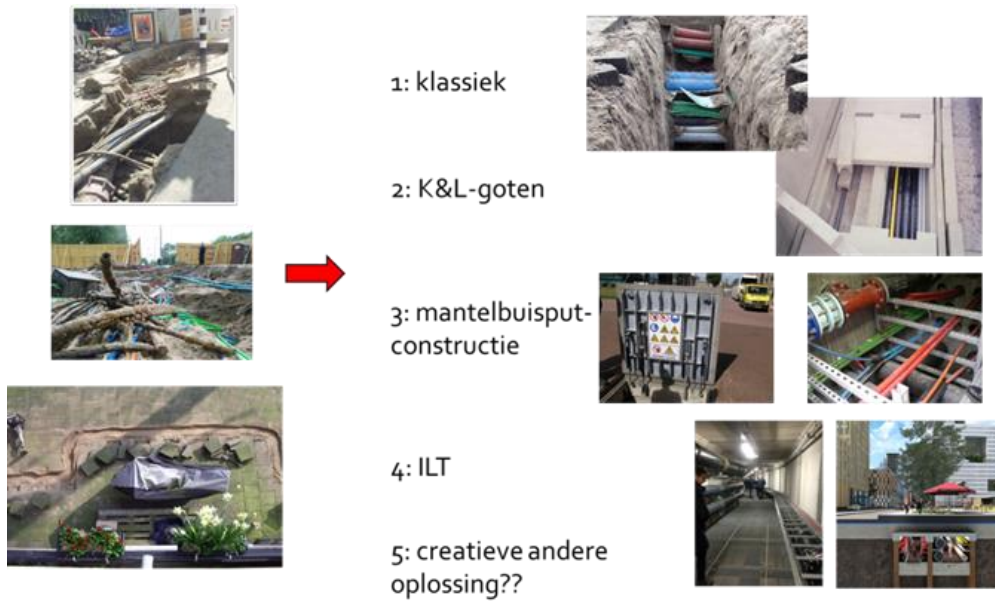 1: klassiek
2: K&L-goten
3: mantelbuisput-
constructie
4: ILT
5: creatieve andere
oplossing??